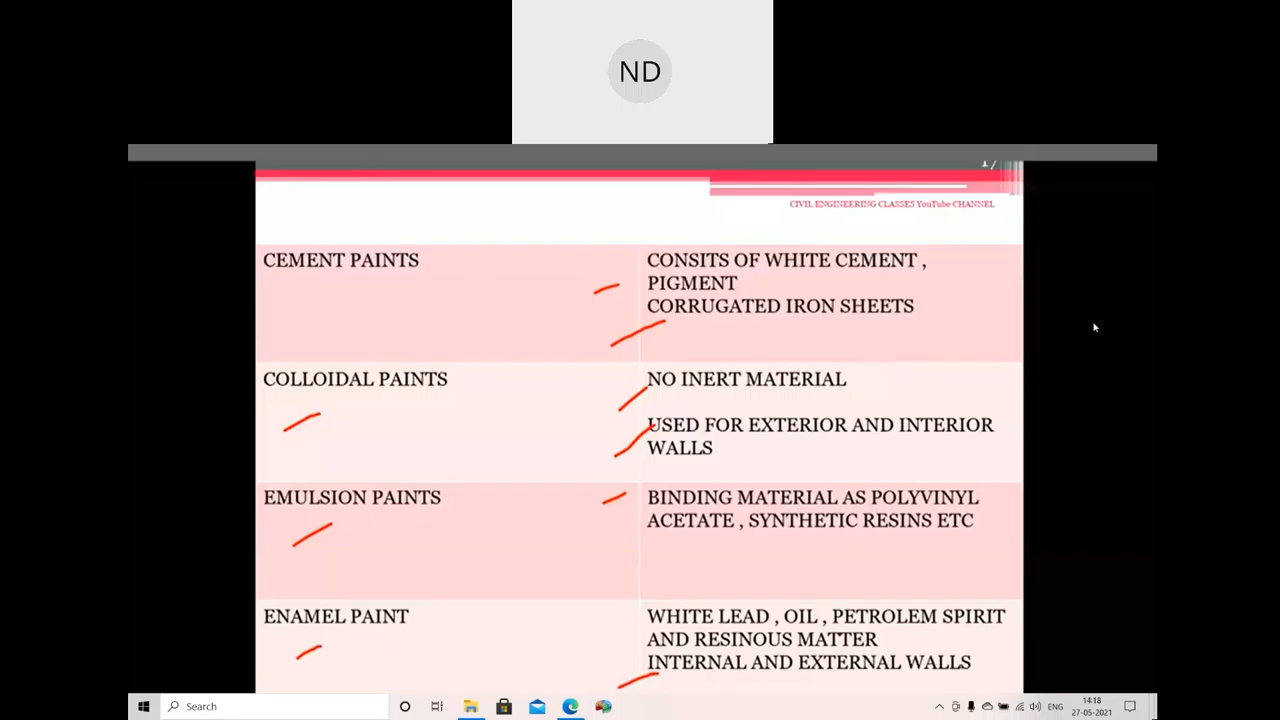 ND
17
CIVIL ENGINEERING CLASSES YouTube CHANNEL
CEMENT PAINTS
CONSITS OF WHITE CEMENT ,
PIGMENT
CORRUGATED IRON SHEETS
COLLOIDAL PAINTS
NO INERT MATERIAL
USED FOR EXTERIOR AND INTERIOR
WALLS
EMULSION PAINTS
BINDING MATERIAL AS POLYVINYL
ACETATE , SYNTHETIC RESINS ETC
ENAMEL PAINT
WHITE LEAD , OIL , PETROLEM SPIRIT
AND RESINOUS MATTER
INTERNAL AND EXTERNAL WALLS
Search
ENG
14:18
27-05-2021